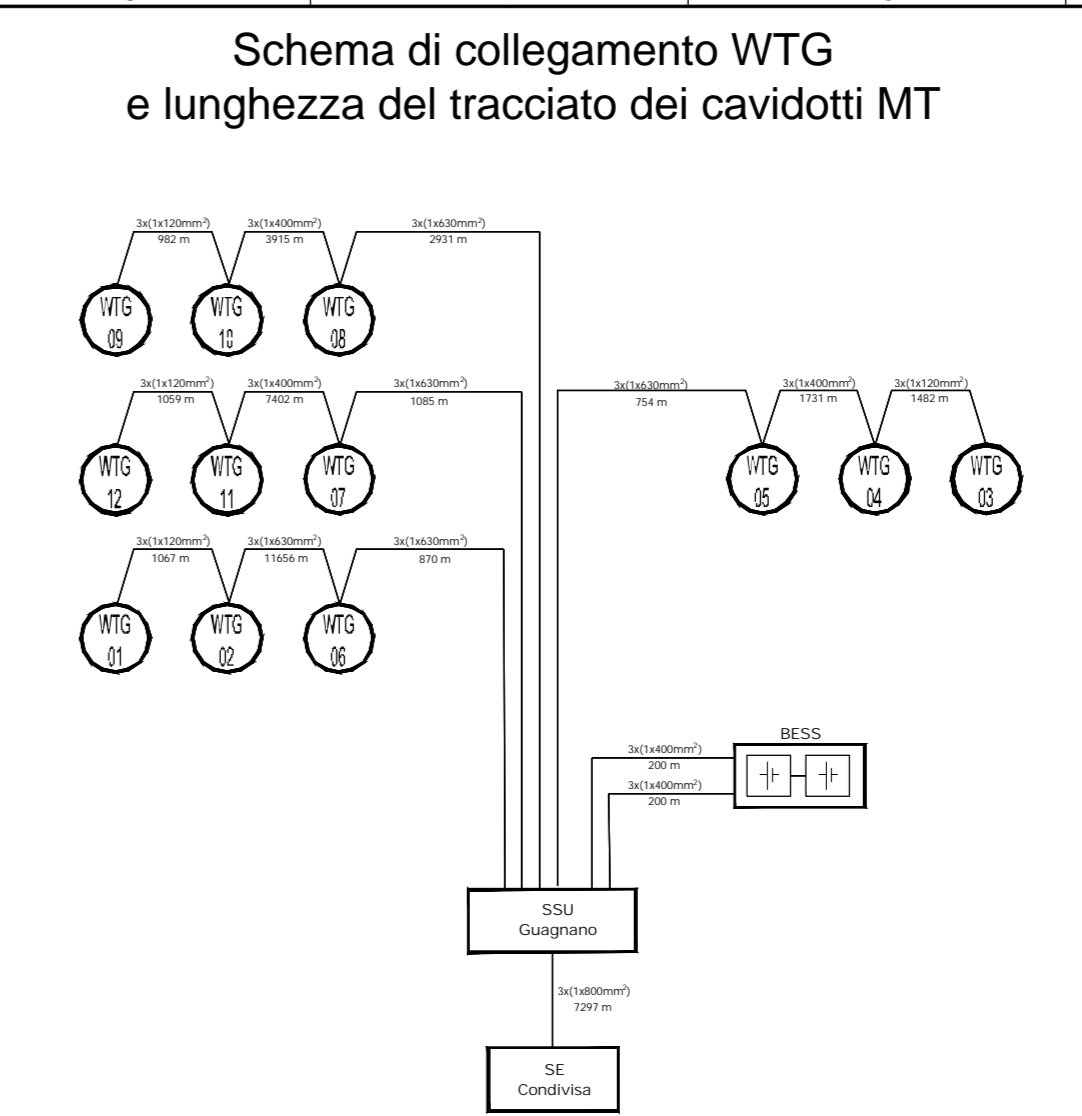 Schema di collegamento WTG
e lunghezza del tracciato dei cavidotti MT
3x(1x120mm²)
982 m
3x(1x400mm²)
3915 m
3x(1x630mm²)
2931 m
WTG
09
WTG
10
WTG
08
3x(1x120mm²)
1059 m
3x(1x400mm²)
7402 m
3x(1x630mm²)
1085 m
WTG
12
WTG
11
WTG
07
3x(1x630mm²)
754 m
3x(1x400mm²)
1731 m
3x(1x120mm²)
1482 m
WTG
05
WTG
04
WTG
03
3x(1x120mm²)
1067 m
3x(1x630mm²)
11656 m
3x(1x630mm²)
870 m
WTG
01
WTG
02
WTG
06
BESS
3x(1x400mm²)
200 m
3x(1x400mm²)
200 m
SSU
Guagnano
3x(1x800mm²)
7297 m
SE
Condivisa